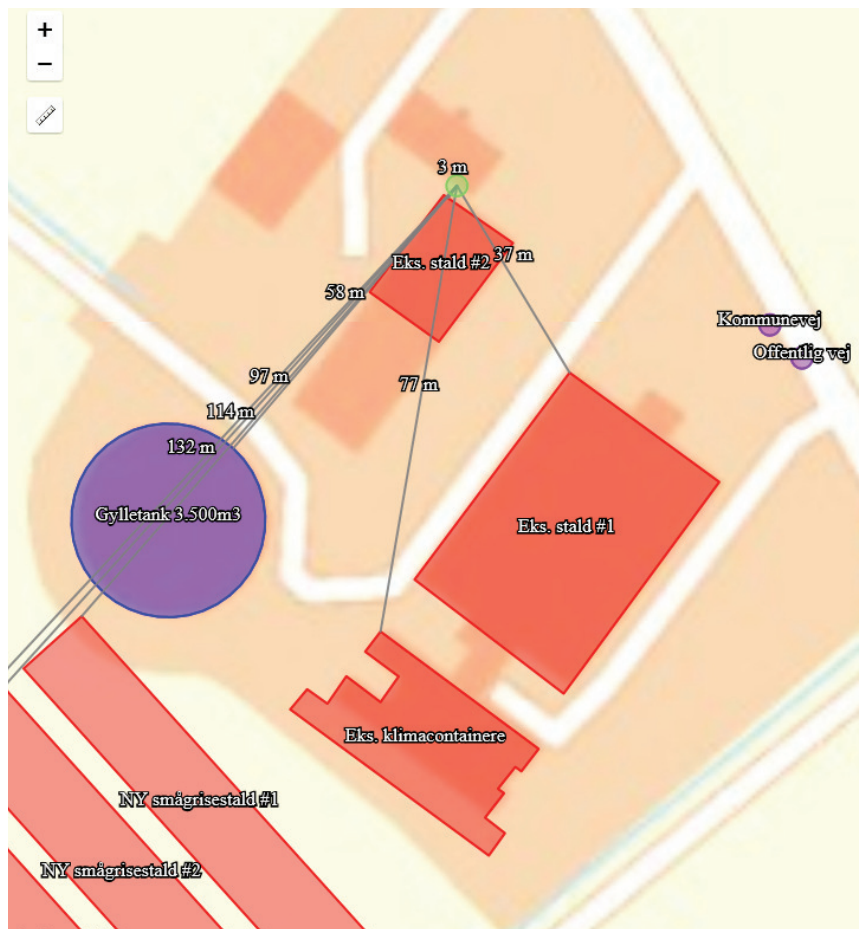 +
−
3 m
Eks. stald #2
37 m
58 m
Kommunevej
Offentlig vej
97 m
77 m
114 m
132 m
Gylletank 3.500m3
Eks. stald #1
Eks. klimacontainere
NY smågrisestald #1
NY smågrisestald #2